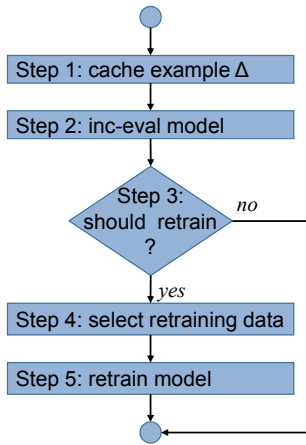 Step 1: cache example Δ
Step 2: inc-eval model
Step 3:
should retrain
?
no
yes
Step 4: select retraining data
Step 5: retrain model